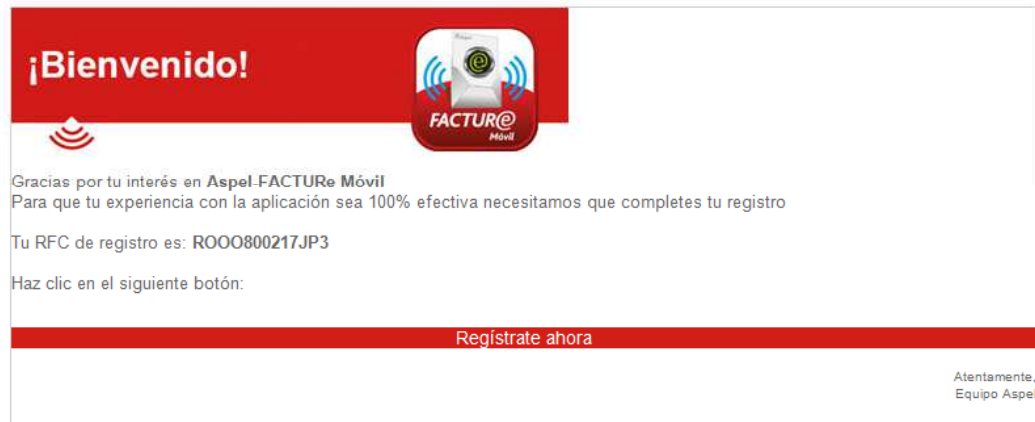 ¡Bienvenido!
FACTUR@
Móvil
Gracias por tu interés en Aspel-FACTURe Móvil
Para que tu experiencia con la aplicación sea 100% efectiva necesitamos que completes tu registro
Tu RFC de registro es: ROOO800217JP3
Haz clic en el siguiente botón:
Regístrate ahora
Atentamente,
Equipo Aspel